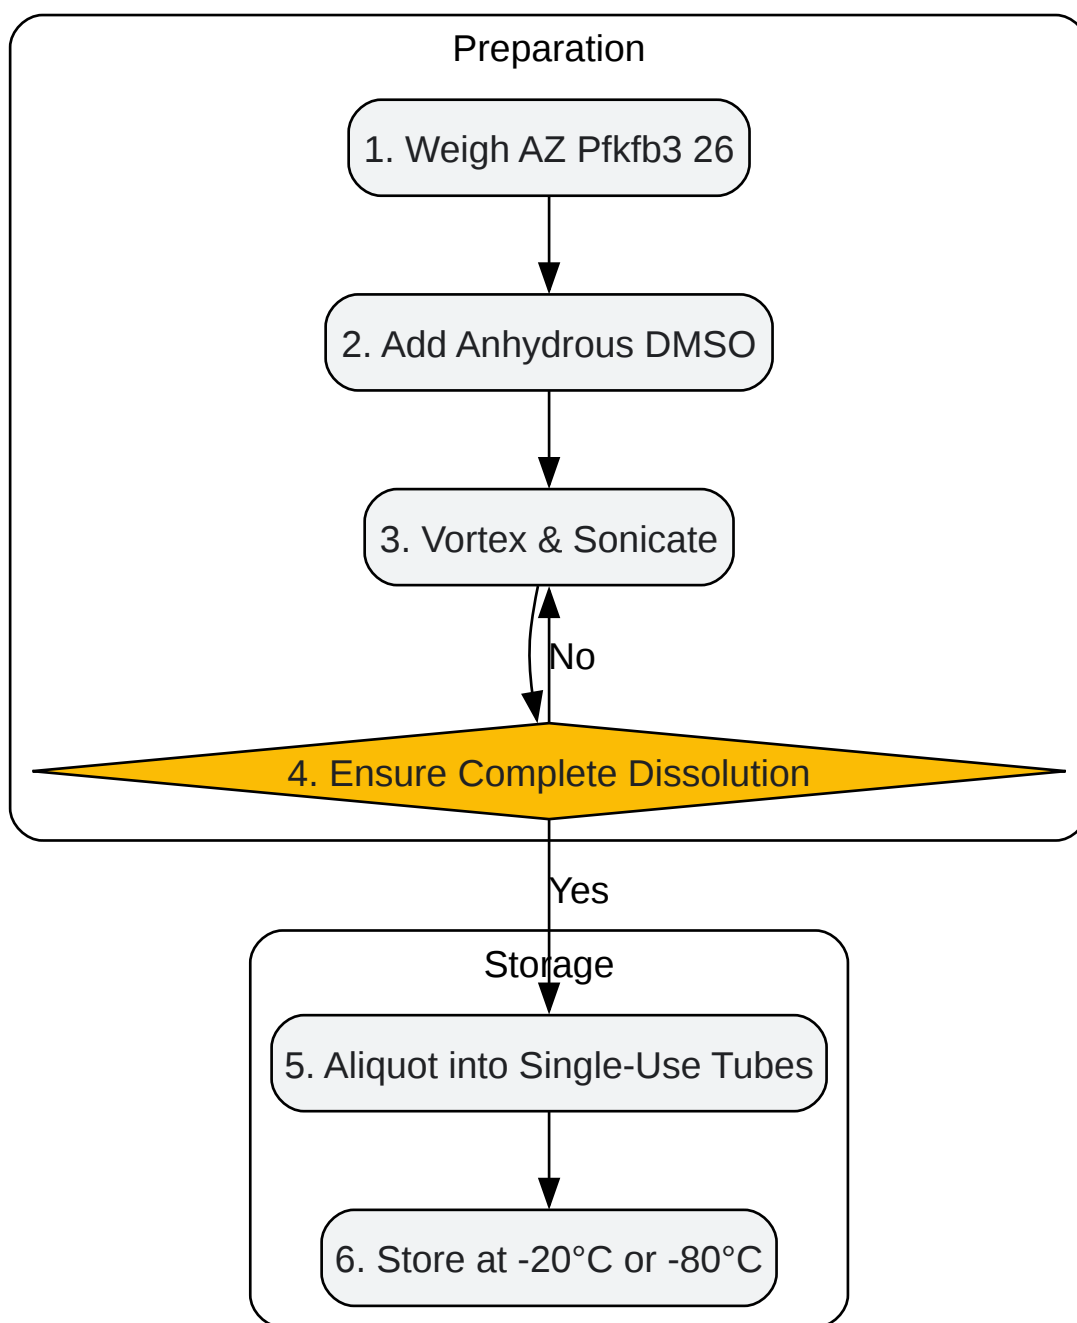 Preparation
1. Weigh AZ Pfkfb3 26
2. Add Anhydrous DMSO
3. Vortex & Sonicate
No
4. Ensure Complete Dissolution
Yes
Storage
5. Aliquot into Single-Use Tubes
6. Store at -20°C or -80°C